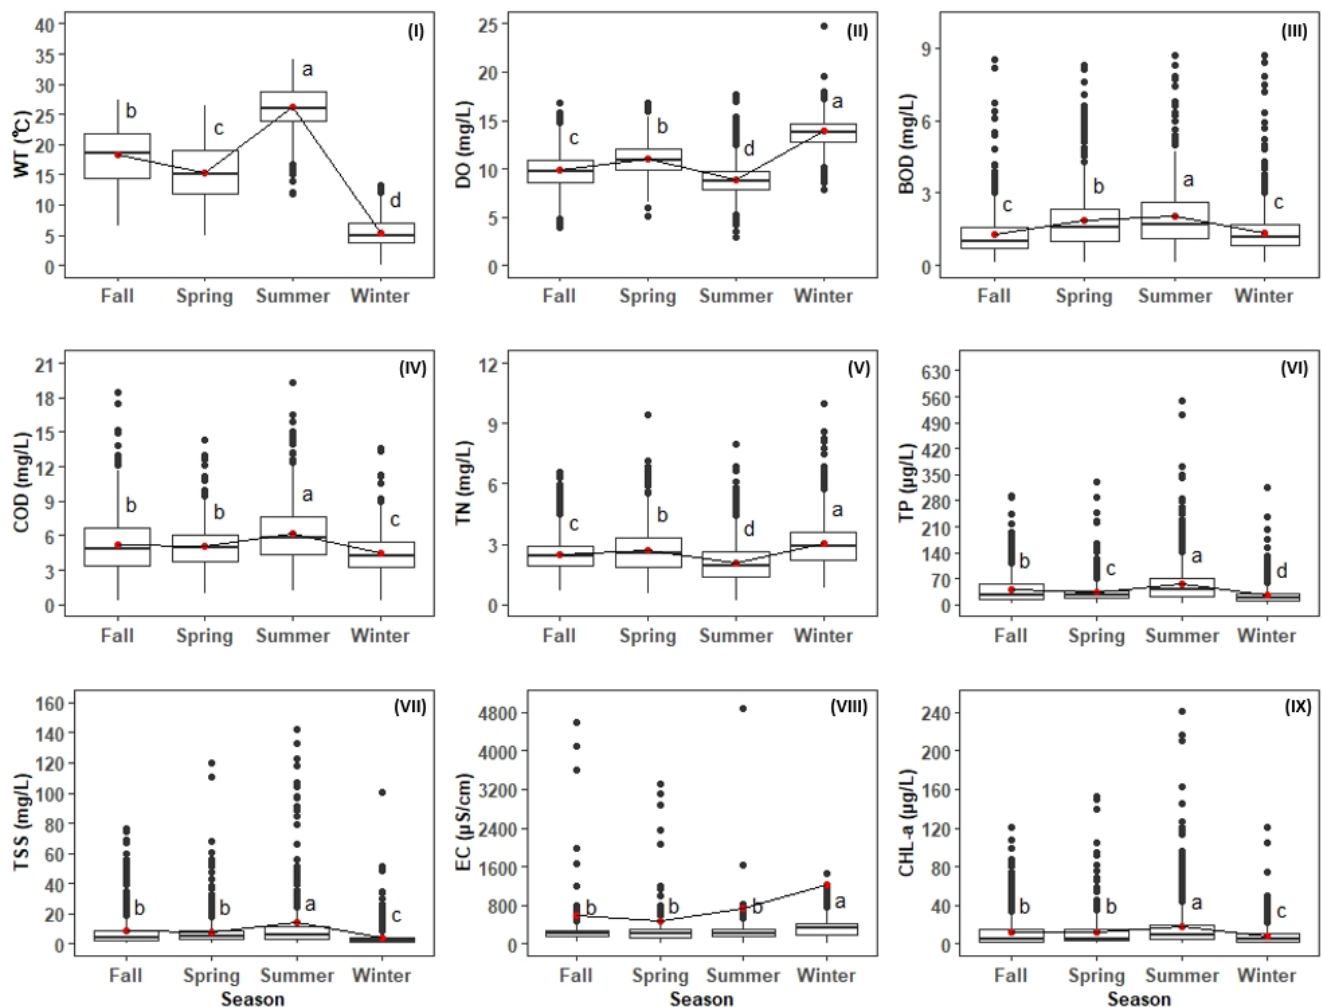 (I)
WT (℃)
40
35
30
25
20
15
10
5
0
b
c
a
d
Fall Spring Summer Winter
(II)
DO (mg/L)
25
20
15
10
5
0
c
b
d
a
Fall Spring Summer Winter
(III)
BOD (mg/L)
9
6
3
0
c
b
a
c
Fall Spring Summer Winter
(IV)
COD (mg/L)
21
18
15
12
9
6
3
0
b
b
a
c
Fall Spring Summer Winter
(V)
TN (mg/L)
12
9
6
3
0
c
b
d
a
Fall Spring Summer Winter
(VI)
TP (µg/L)
630
560
490
420
350
280
210
140
70
0
b
c
a
d
Fall Spring Summer Winter
(VII)
TSS (mg/L)
160
140
120
100
80
60
40
20
0
b
b
a
c
Fall Spring Summer Winter
Season
(VIII)
EC (µS/cm)
4800
4000
3200
2400
1600
800
0
b
b
b
a
Fall Spring Summer Winter
Season
(IX)
CHL-a (µg/L)
240
200
160
120
80
40
0
b
b
a
c
Fall Spring Summer Winter
Season